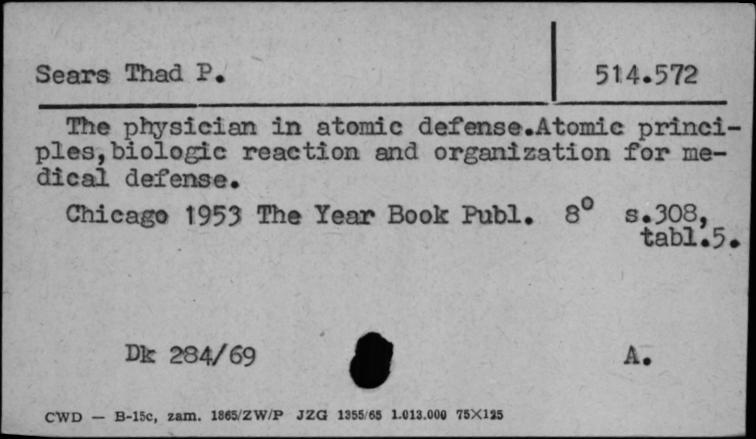 Sears Thad P.
514.572
The physician in atomic defense.Atomic princi-
ples,biologic reaction and organization for me-
dical defense.
Chicago 1953 The Year Book Publ. 8° s.308,
tabl.5.
Dk 284/69
A.
CWD — B-15c, zam. 1865/ZW/P JZG 1355/65 1.013.000 75X125